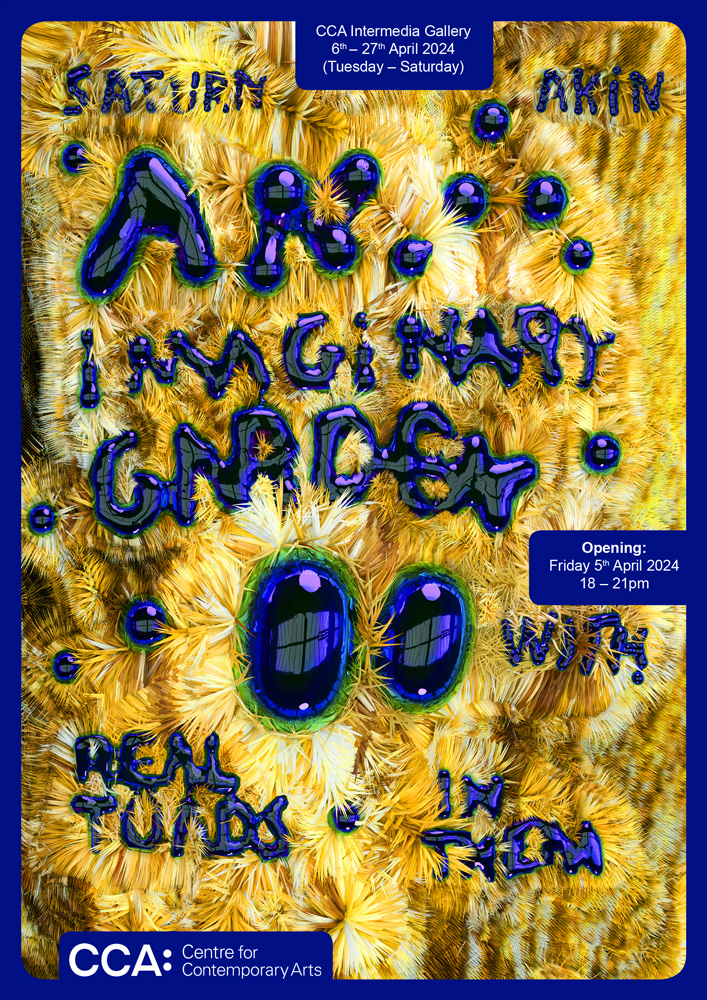 CCA Intermedia Gallery
6th – 27th April 2024
(Tuesday – Saturday)
SATURN AKIN
AN
IMAGINARY
GARDEN
Opening:
Friday 5th April 2024
18 – 21pm
WITH
REAL
TOADS
IN
THEM
CCA: Centre for
Contemporary Arts